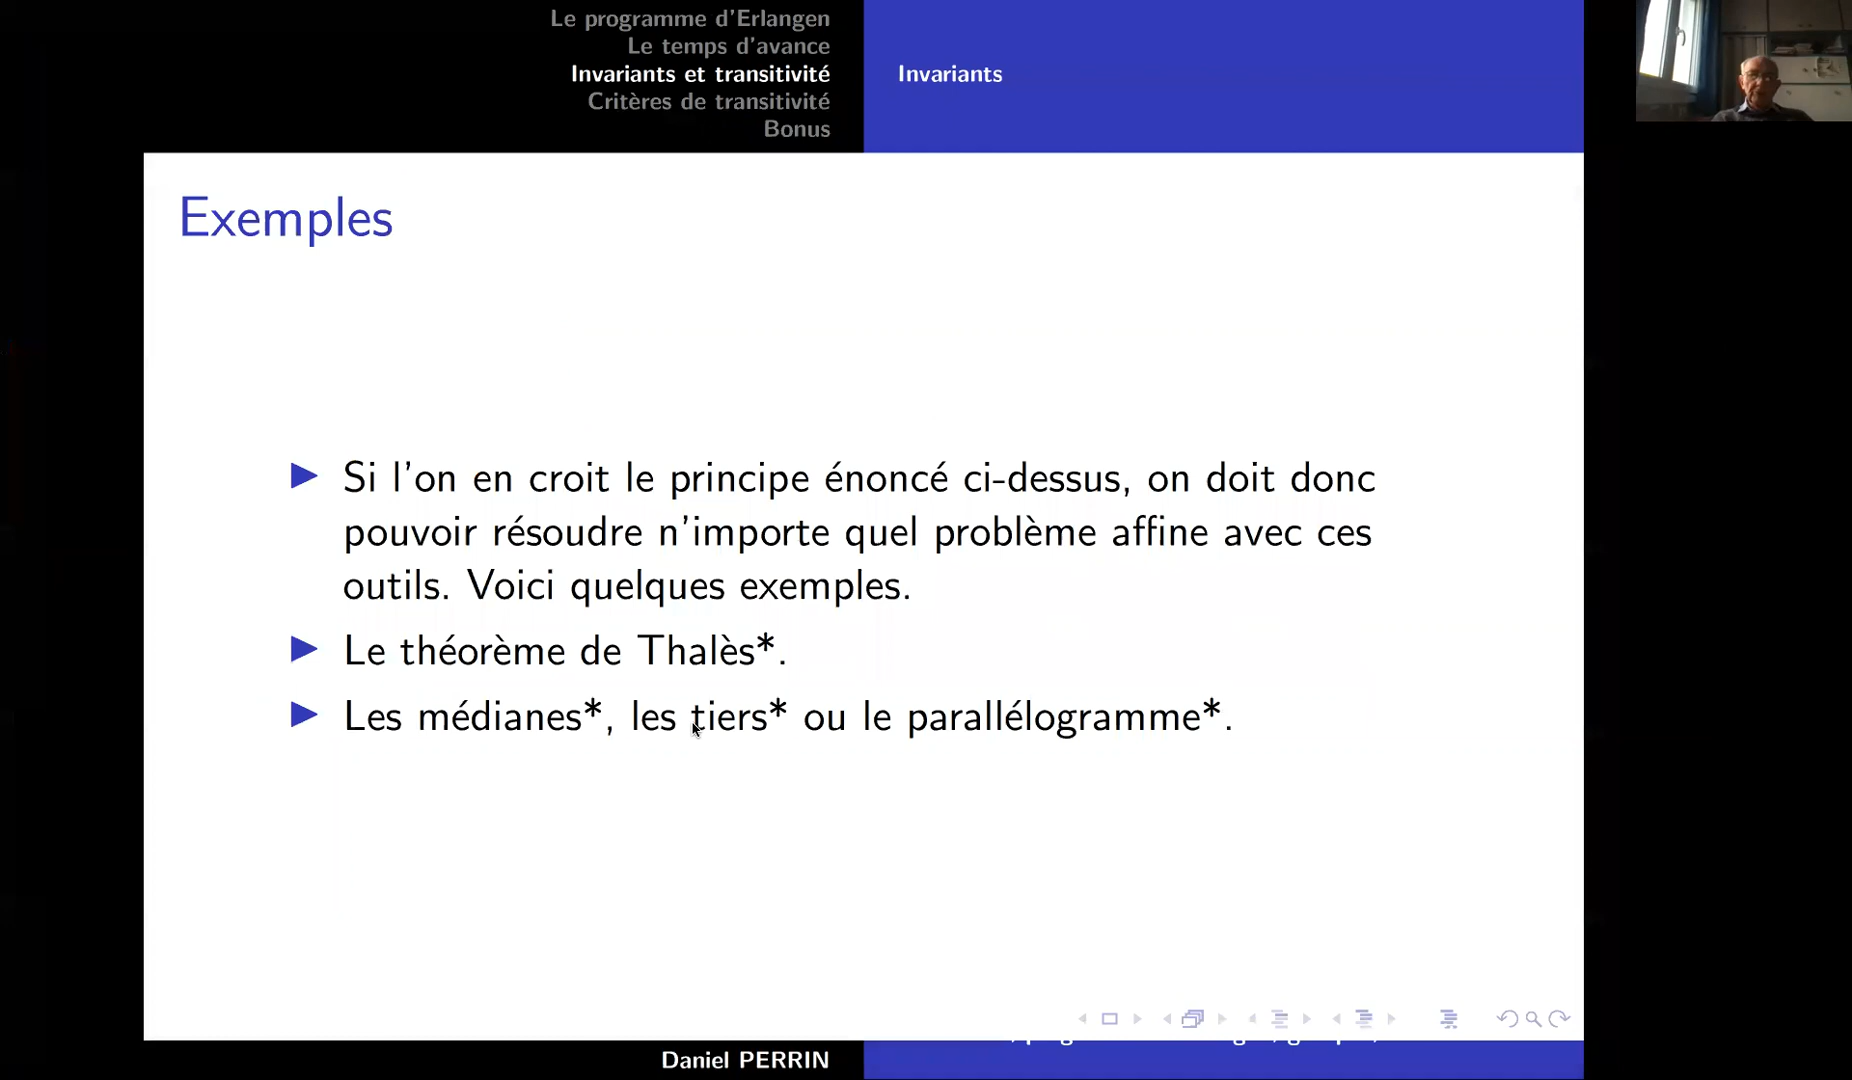 Le programme d'Erlangen
Le temps d'avance
Invariants et transitivité
Critères de transitivité
Bonus
Invariants
Exemples
Si l'on en croit le principe énoncé ci-dessus, on doit donc
pouvoir résoudre n'importe quel problème affine avec ces
outils. Voici quelques exemples.
Le théorème de Thalès*.
Les médianes*, les tiers* ou le parallélogramme*.
Daniel PERRIN